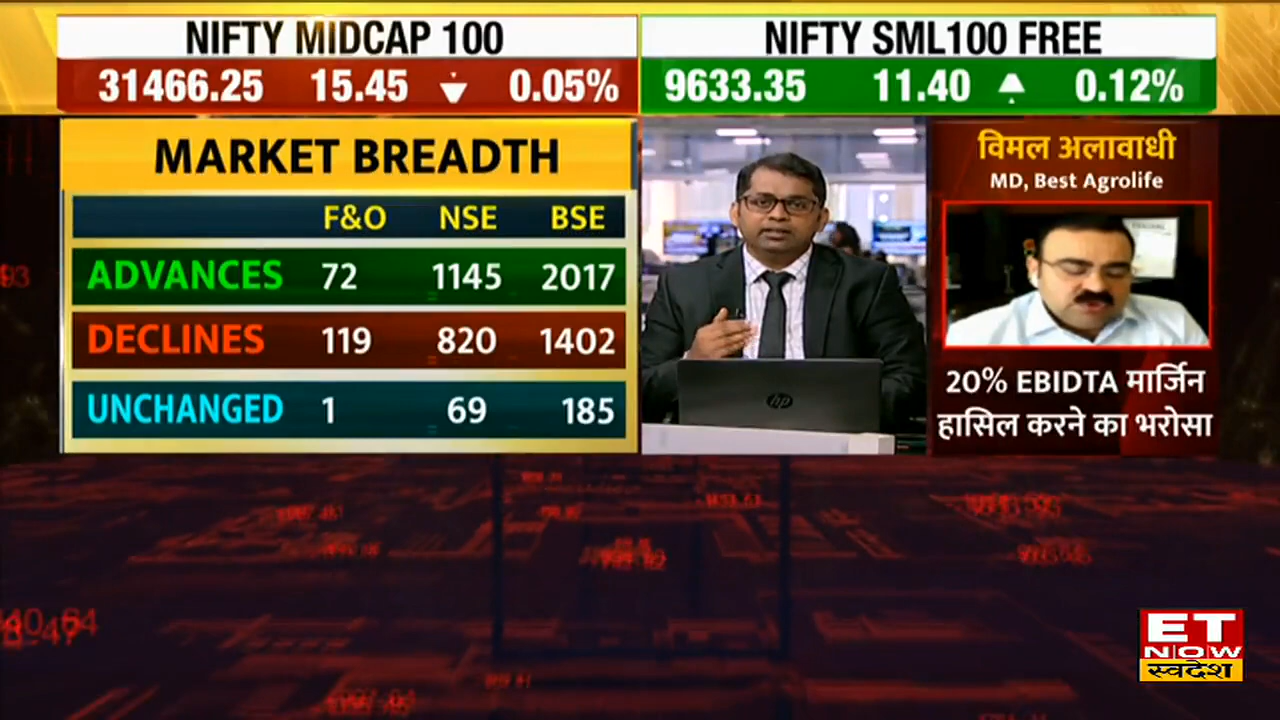 NIFTY MIDCAP 100
31466.25 15.45 0.05%
NIFTY SML100 FREE
9633.35 11.40 0.12%
MARKET BREADTH
F&O NSE BSE
ADVANCES 72 1145 2017
DECLINES 119 820 1402
UNCHANGED 1 69 185
hp
विमल अलावाधी
MD, Best Agrolife
20% EBIDTA मार्जिन
हासिल करने का भरोसा
ET
NOW
स्वदेश